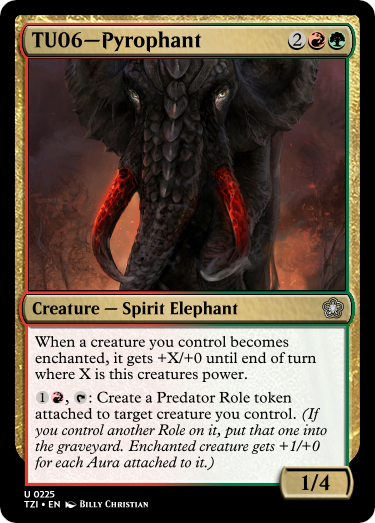 TU06—Pyrophant 2
Creature — Spirit Elephant
When a creature you control becomes
enchanted, it gets +X/+0 until end of turn
where X is this creatures power.
1, : Create a Predator Role token
attached to target creature you control. (If
you control another Role on it, put that one into
the graveyard. Enchanted creature gets +1/+0
for each Aura attached to it.)
1/4
U 0225
TZI • EN Billy Christian